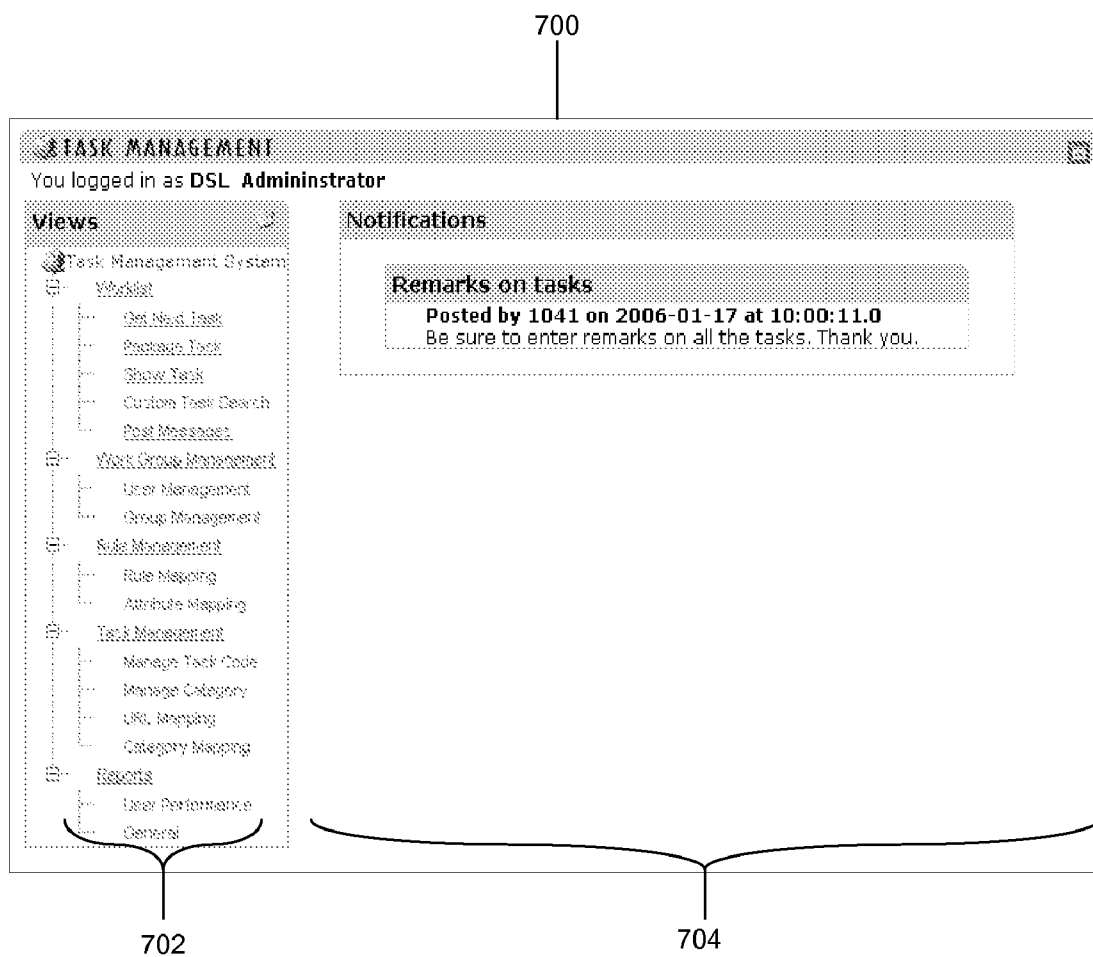 700
TASK MANAGEMENT
You logged in as DSL Admininstrator
Views
Notifications
Task Management System
Worklist
Get Next Task
Package Task
Show Task
Custom Task Search
Post Messages
Work Group Management
User Management
Group Management
Rule Management
Rule Mapping
Attribute Mapping
Task Management
Manage Task Code
Manage Category
URL Mapping
Category Mapping
Reports
User Performance
General
Remarks on tasks
Posted by 1041 on 2006-01-17 at 10:00:11.0
Be sure to enter remarks on all the tasks. Thank you.
702
704